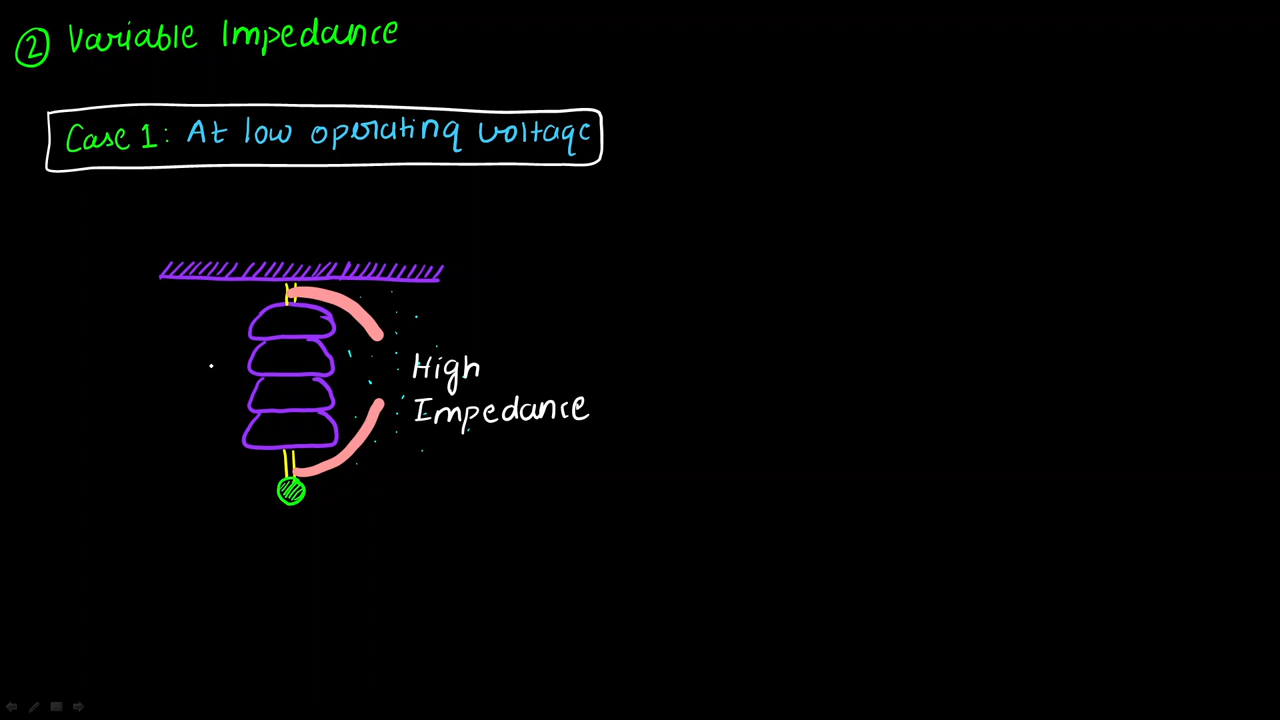 ② Variable Impedance
Case 1: At low operating voltage
High
Impedance